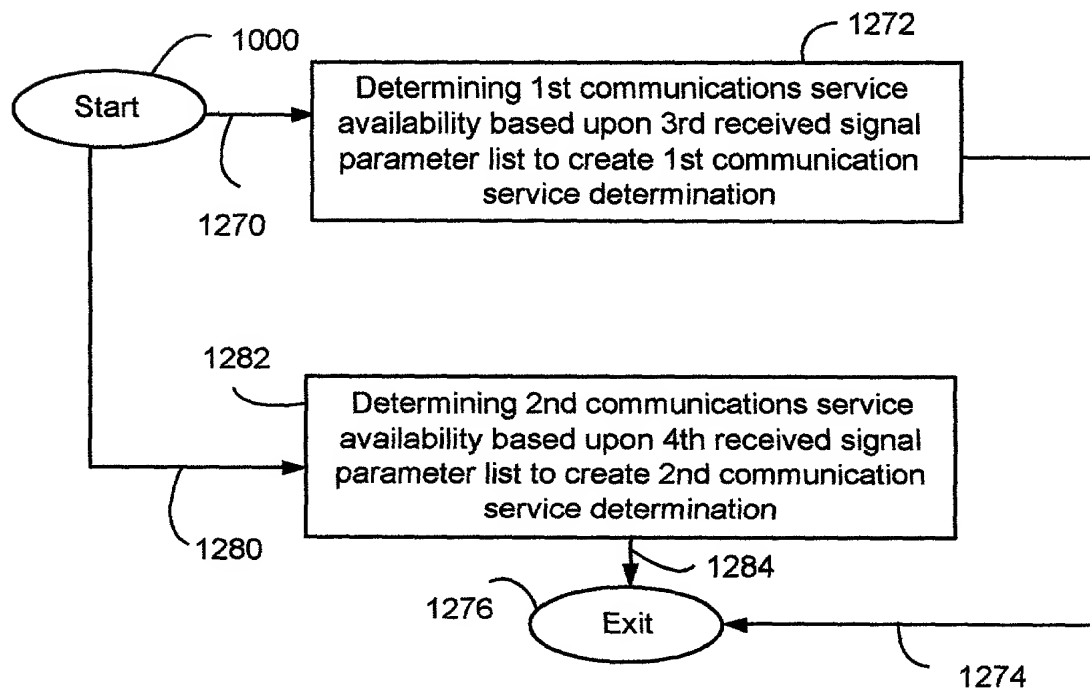 1000
1272
Start
Determining 1st communications service
availability based upon 3rd received signal
parameter list to create 1st communication
service determination
1270
1282
Determining 2nd communications service
availability based upon 4th received signal
parameter list to create 2nd communication
service determination
1280
1284
1276
Exit
1274